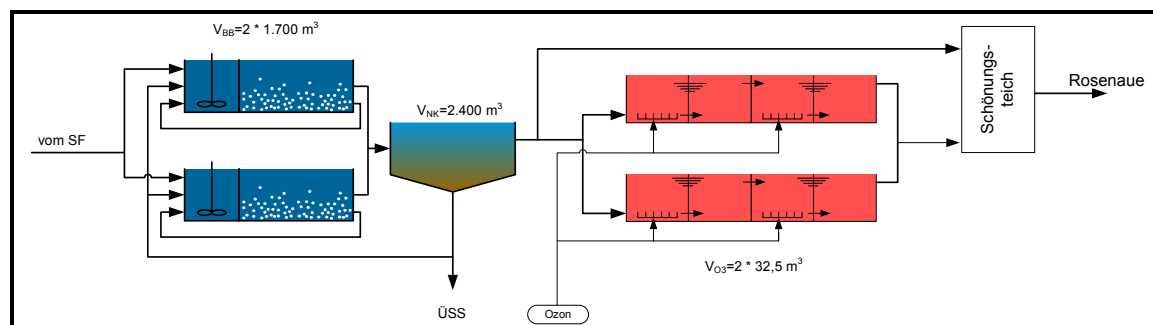 V_BB=2 * 1.700 m³
vom SF
V_NK=2.400 m³
ÜSS
V_O3=2 * 32,5 m³
Ozon
Schönungs-
teich
Rosenaue